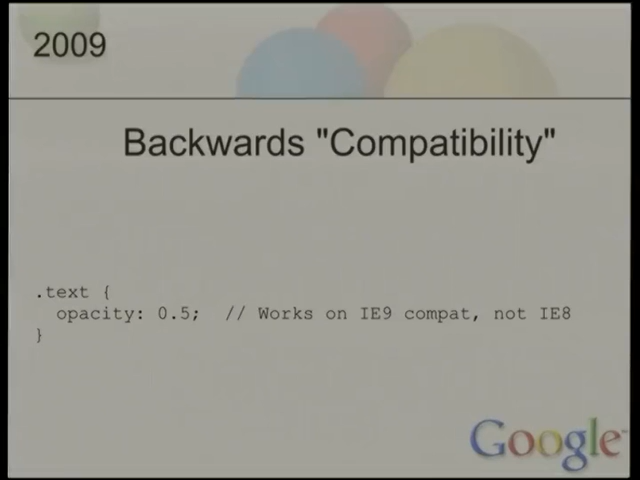 2009
Backwards "Compatibility"
.text {
opacity: 0.5;  // Works on IE9 compat, not IE8
}
Google